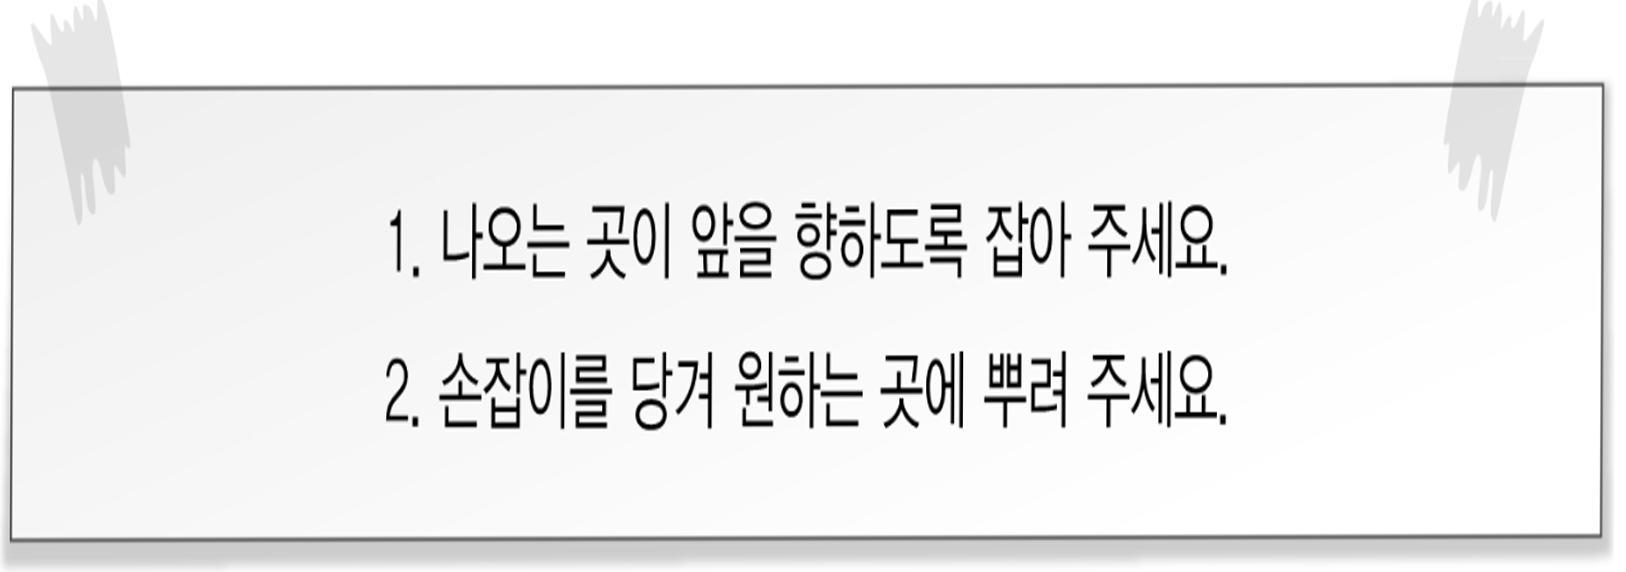 1. 나오는 곳이 앞을 향하도록 잡아 주세요.
2. 손잡이를 당겨 원하는 곳에 뿌려 주세요.